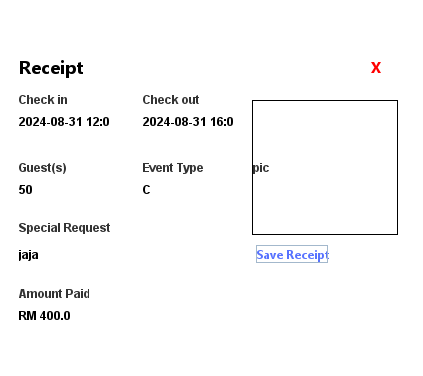 Receipt X
Check in Check out
2024-08-31 12:0 2024-08-31 16:0
Guest(s) Event Type pic
50 C
Special Request
jaja Save Receipt
Amount Paid
RM 400.0